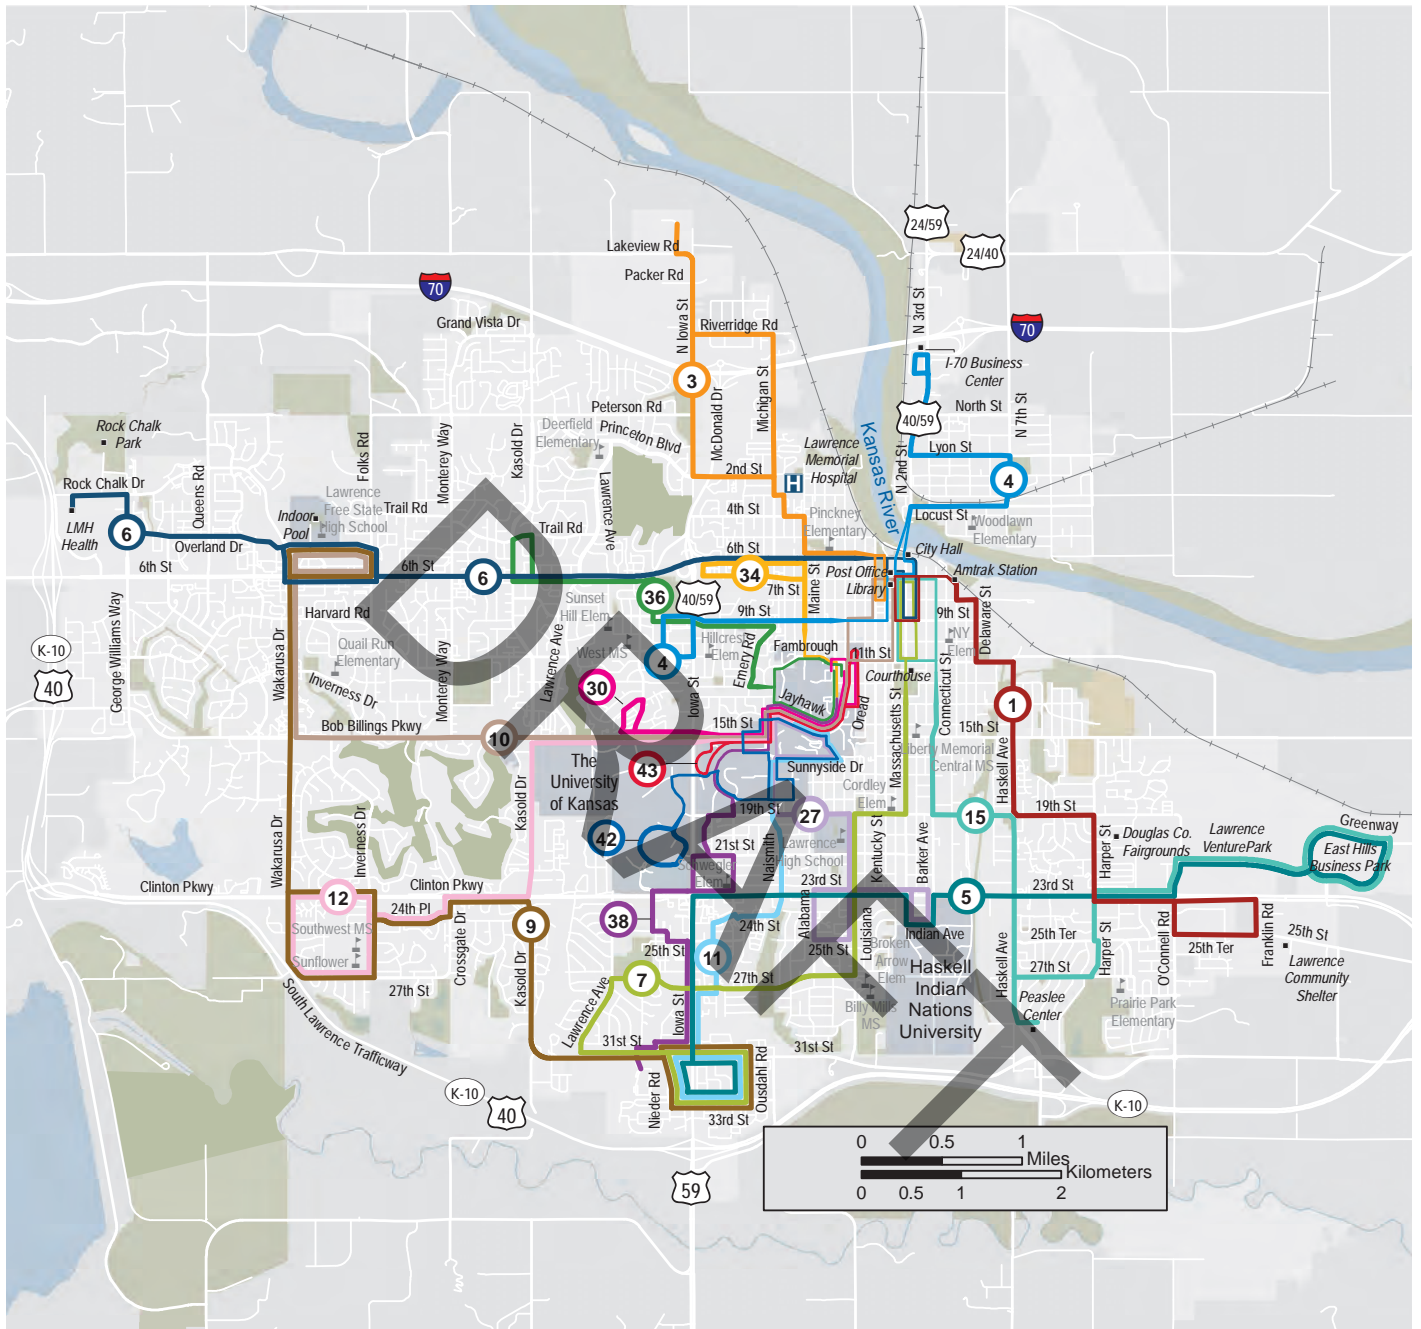 24/59
24/40
Lakeview Rd
Packer Rd
70
N 3rd St
Grand Vista Dr
N Iowa St
Riverridge Rd
70
I-70 Business
Center
3
McDonald Dr
Michigan St
Peterson Rd
Princeton Blvd
Deerfield
Elementary
40/59
North St
N 7th St
Rock Chalk
Park
Folks Rd
Monterey Way
Kasold Dr
Lawrence
Memorial
Hospital
Kansas River
N 2nd St
Lyon St
2nd St
H
4
Rock Chalk Dr
Queens Rd
Lawrence
Free State
High School
Indoor
Pool
Trail Rd
Trail Rd
Lawrence Ave
4th St
Pinckney
Elementary
Locust St
Woodlawn
Elementary
LMH
Health
6
Overland Dr
6th St
6th St
6
6th St
City Hall
34
7th St
Maine St
Post Office
Library
Amtrak Station
36
40/59
9th St
9th St
Delaware St
Harvard Rd
Sunset
Hill Elem
West MS
Hillcrest
Elem
NY
Elem
K-10
40
George Williams Way
Wakarusa Dr
Quail Run
Elementary
Inverness Dr
Monterey Way
Lawrence Ave
4
Iowa St
Emery Rd
Fambrough
11th St
Courthouse
Connecticut St
30
Jayhawk
Oread
Massachusetts St
1
Bob Billings Pkwy
10
15th St
15th St
Haskell Ave
Liberty Memorial
Central MS
The
University
of Kansas
43
Sunnyside Dr
Cordley
Elem
Kasold Dr
19th St
27
15
19th St
Wakarusa Dr
Inverness Dr
42
21st St
Naismith
Lawrence
High School
Kentucky St
Barker Ave
Harper St
Douglas Co.
Fairgrounds
Lawrence
VenturePark
Greenway
East Hills
Business Park
Schwegler
Elem
Clinton Pkwy
Clinton Pkwy
12
24th Pl
23rd St
5
23rd St
Southwest MS
Sunflower
Crossgate Dr
9
38
24th St
Alabama
Louisiana
Indian Ave
25th Ter
O'Connell Rd
25th Ter
Franklin Rd
25th St
25th St
25th St
11
Broken
Arrow
Elem
Haskell
Indian
Nations
University
Haskell Ave
Harper St
Lawrence
Community
Shelter
27th St
Kasold Dr
7
27th St
27th St
Lawrence Ave
Iowa St
Billy Mills
MS
Peaslee
Center
Prairie Park
Elementary
South Lawrence Trafficway
31st St
31st St
Nieder Rd
Ousdahl Rd
K-10
40
33rd St
K-10
59
0 0.5 1
Miles
Kilometers
0 0.5 1 2
DRAFT